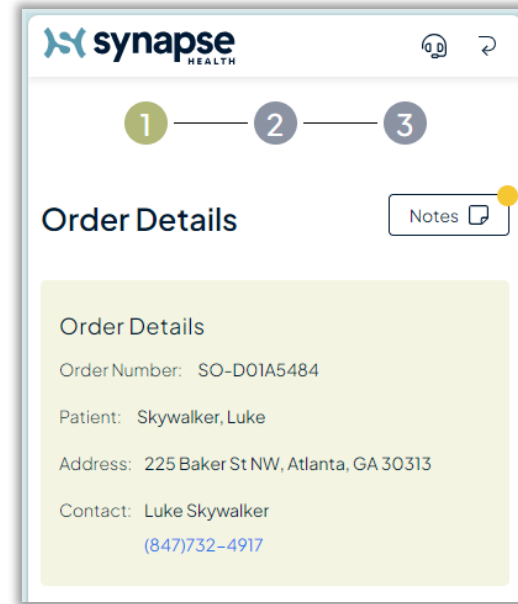 synapse
HEALTH
1 2 3
Order Details
Notes
Order Details
Order Number: SO-D01A5484
Patient: Skywalker, Luke
Address: 225 Baker St NW, Atlanta, GA 30313
Contact: Luke Skywalker
(847)732-4917